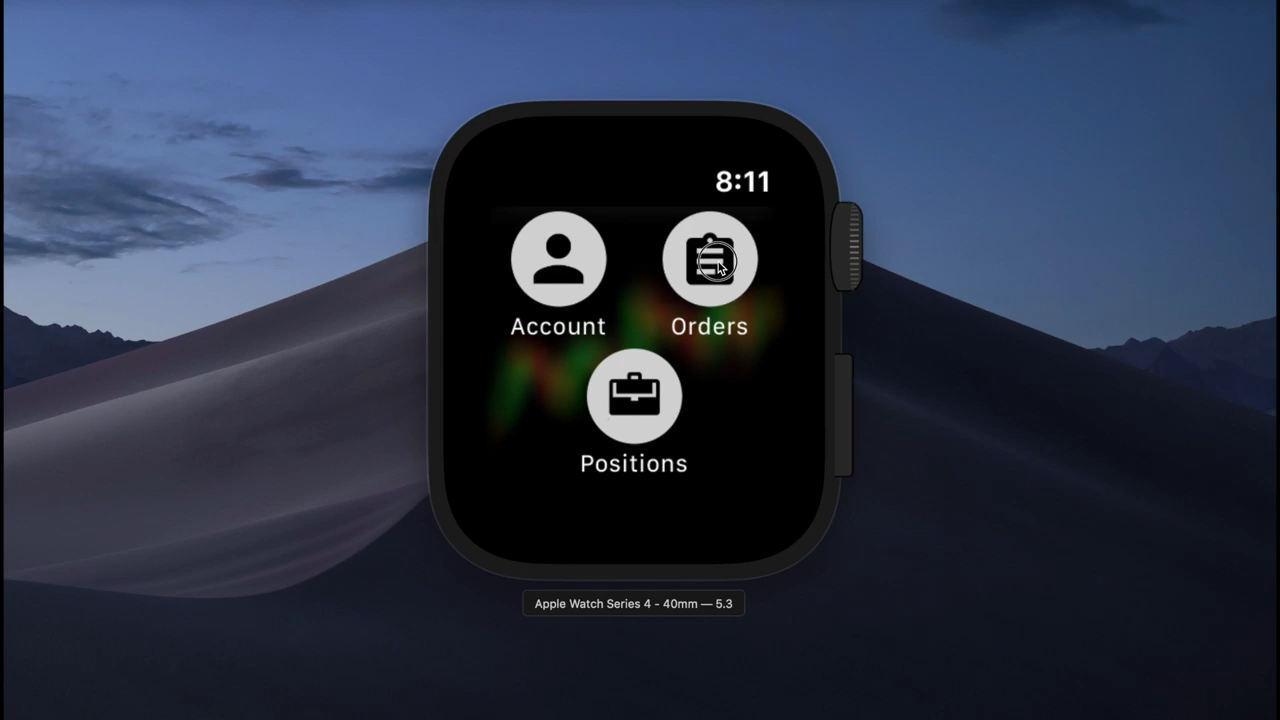 8:11
Account
Orders
Positions
Apple Watch Series 4 - 40mm — 5.3